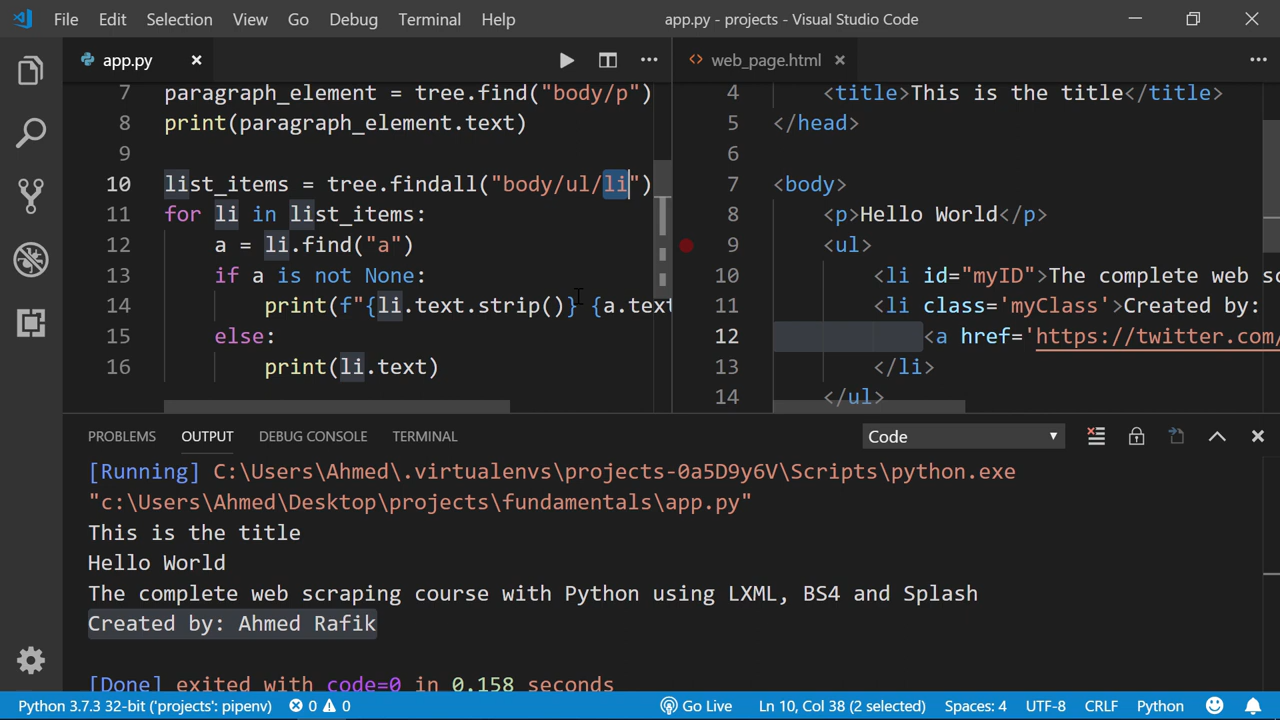 File Edit Selection View Go Debug Terminal Help app.py - projects - Visual Studio Code
app.py
web_page.html
7 paragraph_element = tree.find("body/p")
8 print(paragraph_element.text)
9
10 list_items = tree.findall("body/ul/li")
11 for li in list_items:
12 a = li.find("a")
13 if a is not None:
14 print(f"{li.text.strip()} {a.text
15 else:
16 print(li.text)
4 <title>This is the title</title>
5 </head>
6
7 <body>
8 <p>Hello World</p>
9 <ul>
10 <li id="myID">The complete web sc
11 <li class='myClass'>Created by:
12 <a href='https://twitter.com/
13 </li>
14 </ul>
PROBLEMS OUTPUT DEBUG CONSOLE TERMINAL Code
[Running] C:\Users\Ahmed\.virtualenvs\projects-0a5D9y6V\Scripts\python.exe
"c:\Users\Ahmed\Desktop\projects\fundamentals\app.py"
This is the title
Hello World
The complete web scraping course with Python using LXML, BS4 and Splash
Created by: Ahmed Rafik
[Done] exited with code=0 in 0.158 seconds
Python 3.7.3 32-bit ('projects': pipenv) 0 0 Go Live Ln 10, Col 38 (2 selected) Spaces: 4 UTF-8 CRLF Python